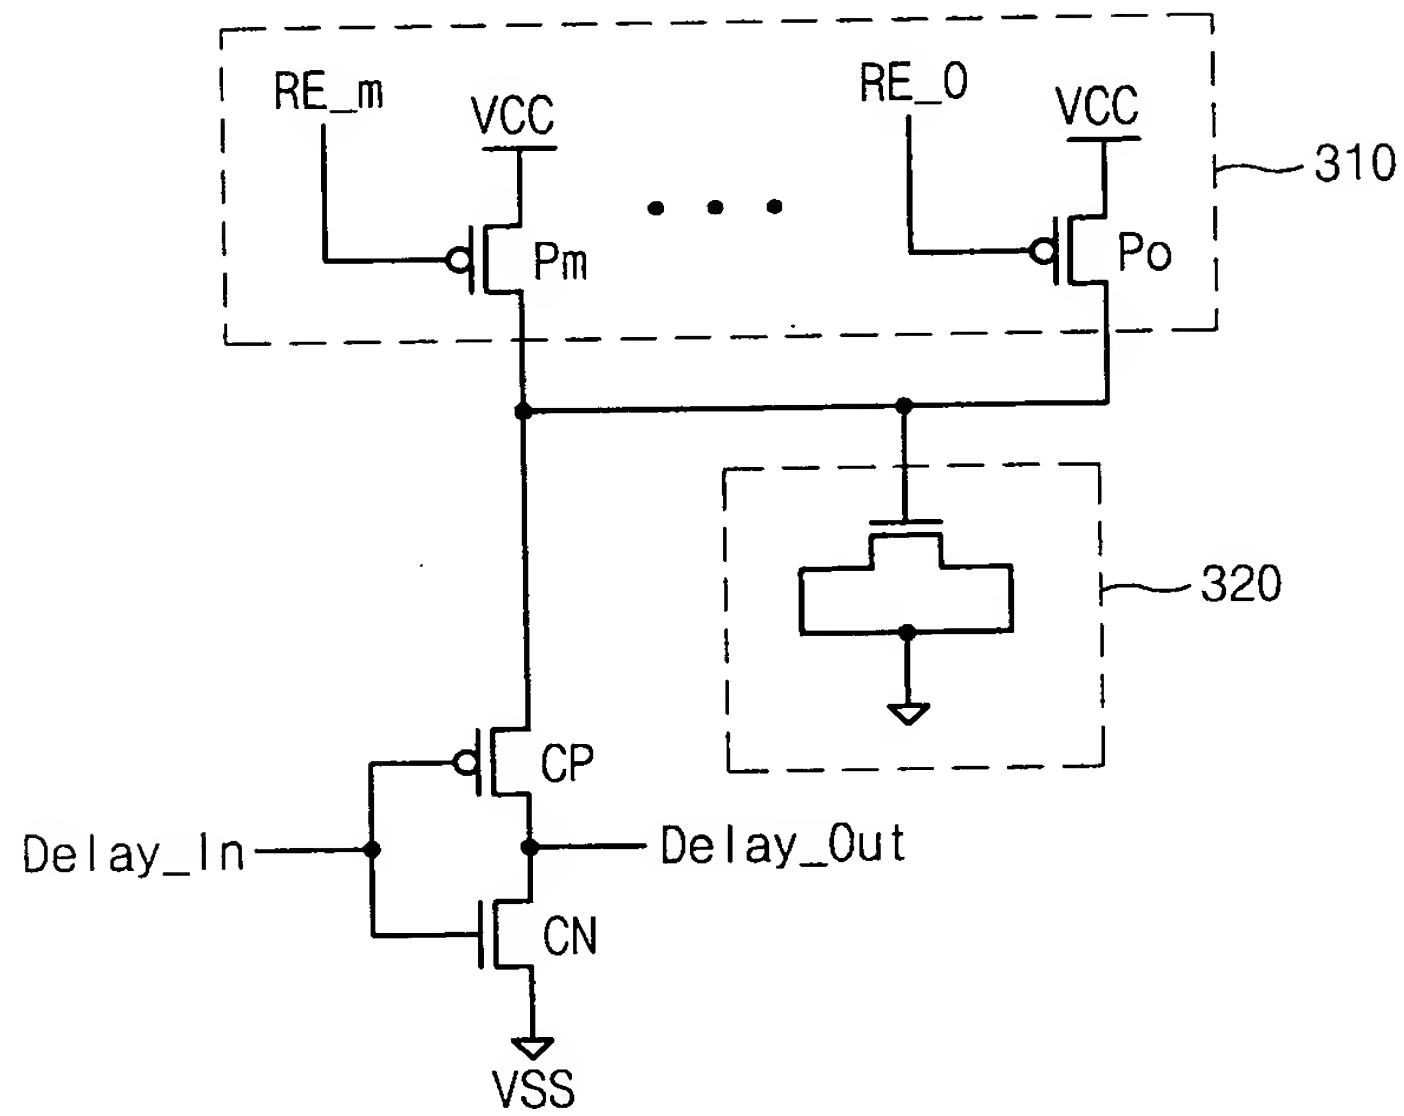 RE_m
VCC
RE_0
VCC
310
Pm
Po
320
CP
Delay_In
Delay_Out
CN
VSS